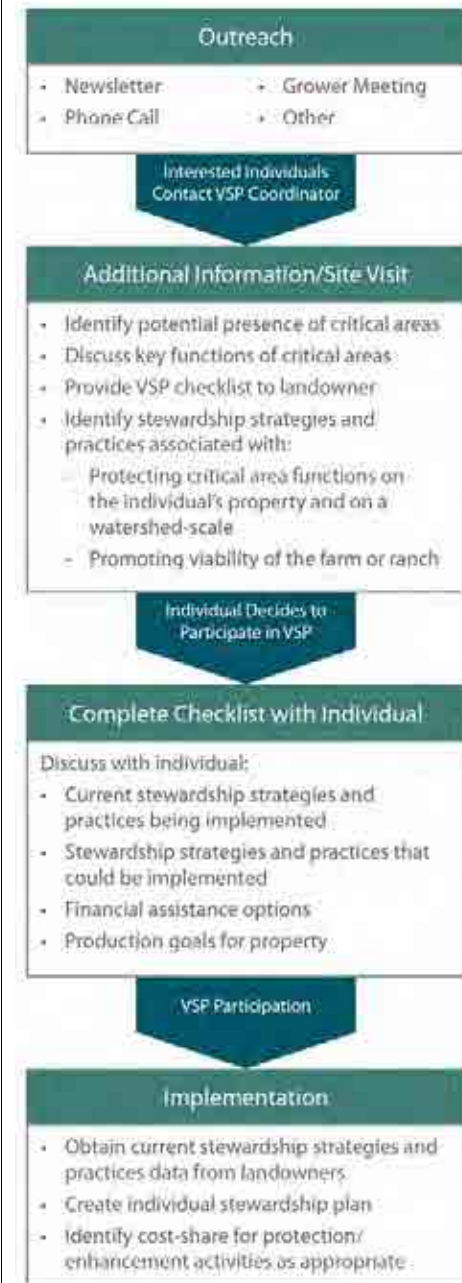 Outreach
• Newsletter
• Grower Meeting
• Phone Call
• Other
Interested Individuals
Contact VSP Coordinator
Additional Information/Site Visit
• Identify potential presence of critical areas
• Discuss key functions of critical areas
• Provide VSP checklist to landowner
• Identify stewardship strategies and
practices associated with:
- Protecting critical area functions on
the individual's property and on a
watershed-scale
- Promoting viability of the farm or ranch
Individual Decides to
Participate in VSP
Complete Checklist with Individual
Discuss with individual:
• Current stewardship strategies and
practices being implemented
• Stewardship strategies and practices that
could be implemented
• Financial assistance options
• Production goals for property
VSP Participation
Implementation
• Obtain current stewardship strategies and
practices data from landowners
• Create individual stewardship plan
• Identify cost-share for protection/
enhancement activities as appropriate